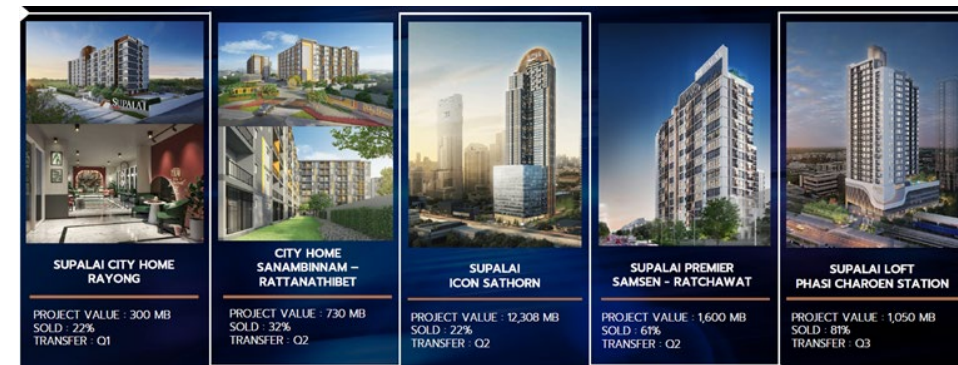 SUPALAI
SUPALAI CITY HOME
RAYONG
PROJECT VALUE : 300 MB
SOLD : 22%
TRANSFER : Q1
CITY HOME
SANAMBINNAM –
RATTANATHIBET
PROJECT VALUE : 730 MB
SOLD : 32%
TRANSFER : Q2
SUPALAI
ICON SATHORN
PROJECT VALUE : 12,308 MB
SOLD : 22%
TRANSFER : Q2
SUPALAI PREMIER
SAMSEN - RATCHAWAT
PROJECT VALUE : 1,600 MB
SOLD : 61%
TRANSFER : Q2
SUPALAI LOFT
PHASI CHAROEN STATION
PROJECT VALUE : 1,050 MB
SOLD : 81%
TRANSFER : Q3